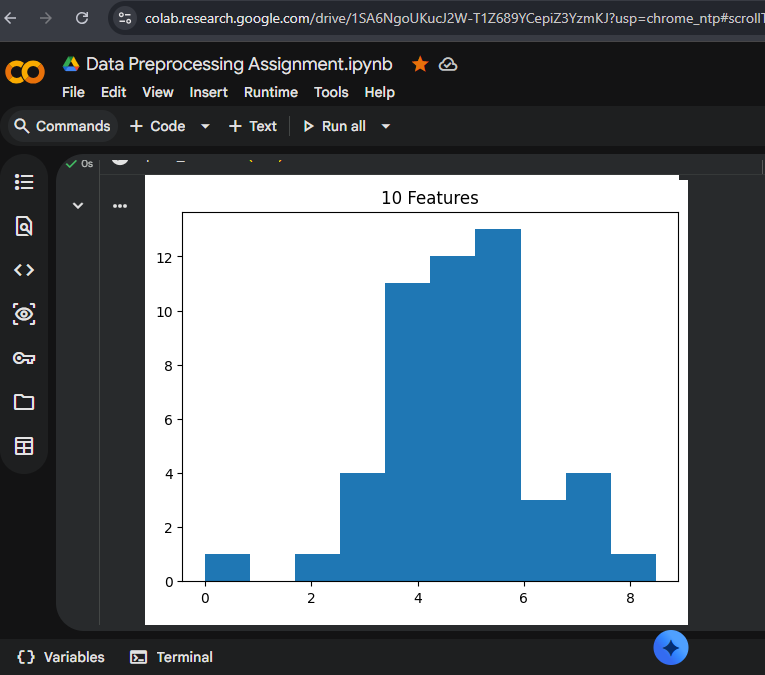 colab.research.google.com/drive/1SA6NgoUKucJ2W-T1Z689YCepiZ3YzmKJ?usp=chrome_ntp#scrollT
Data Preprocessing Assignment.ipynb
File Edit View Insert Runtime Tools Help
Commands + Code + Text Run all
0s
10 Features
12
10
8
6
4
2
0
0 2 4 6 8
Variables Terminal